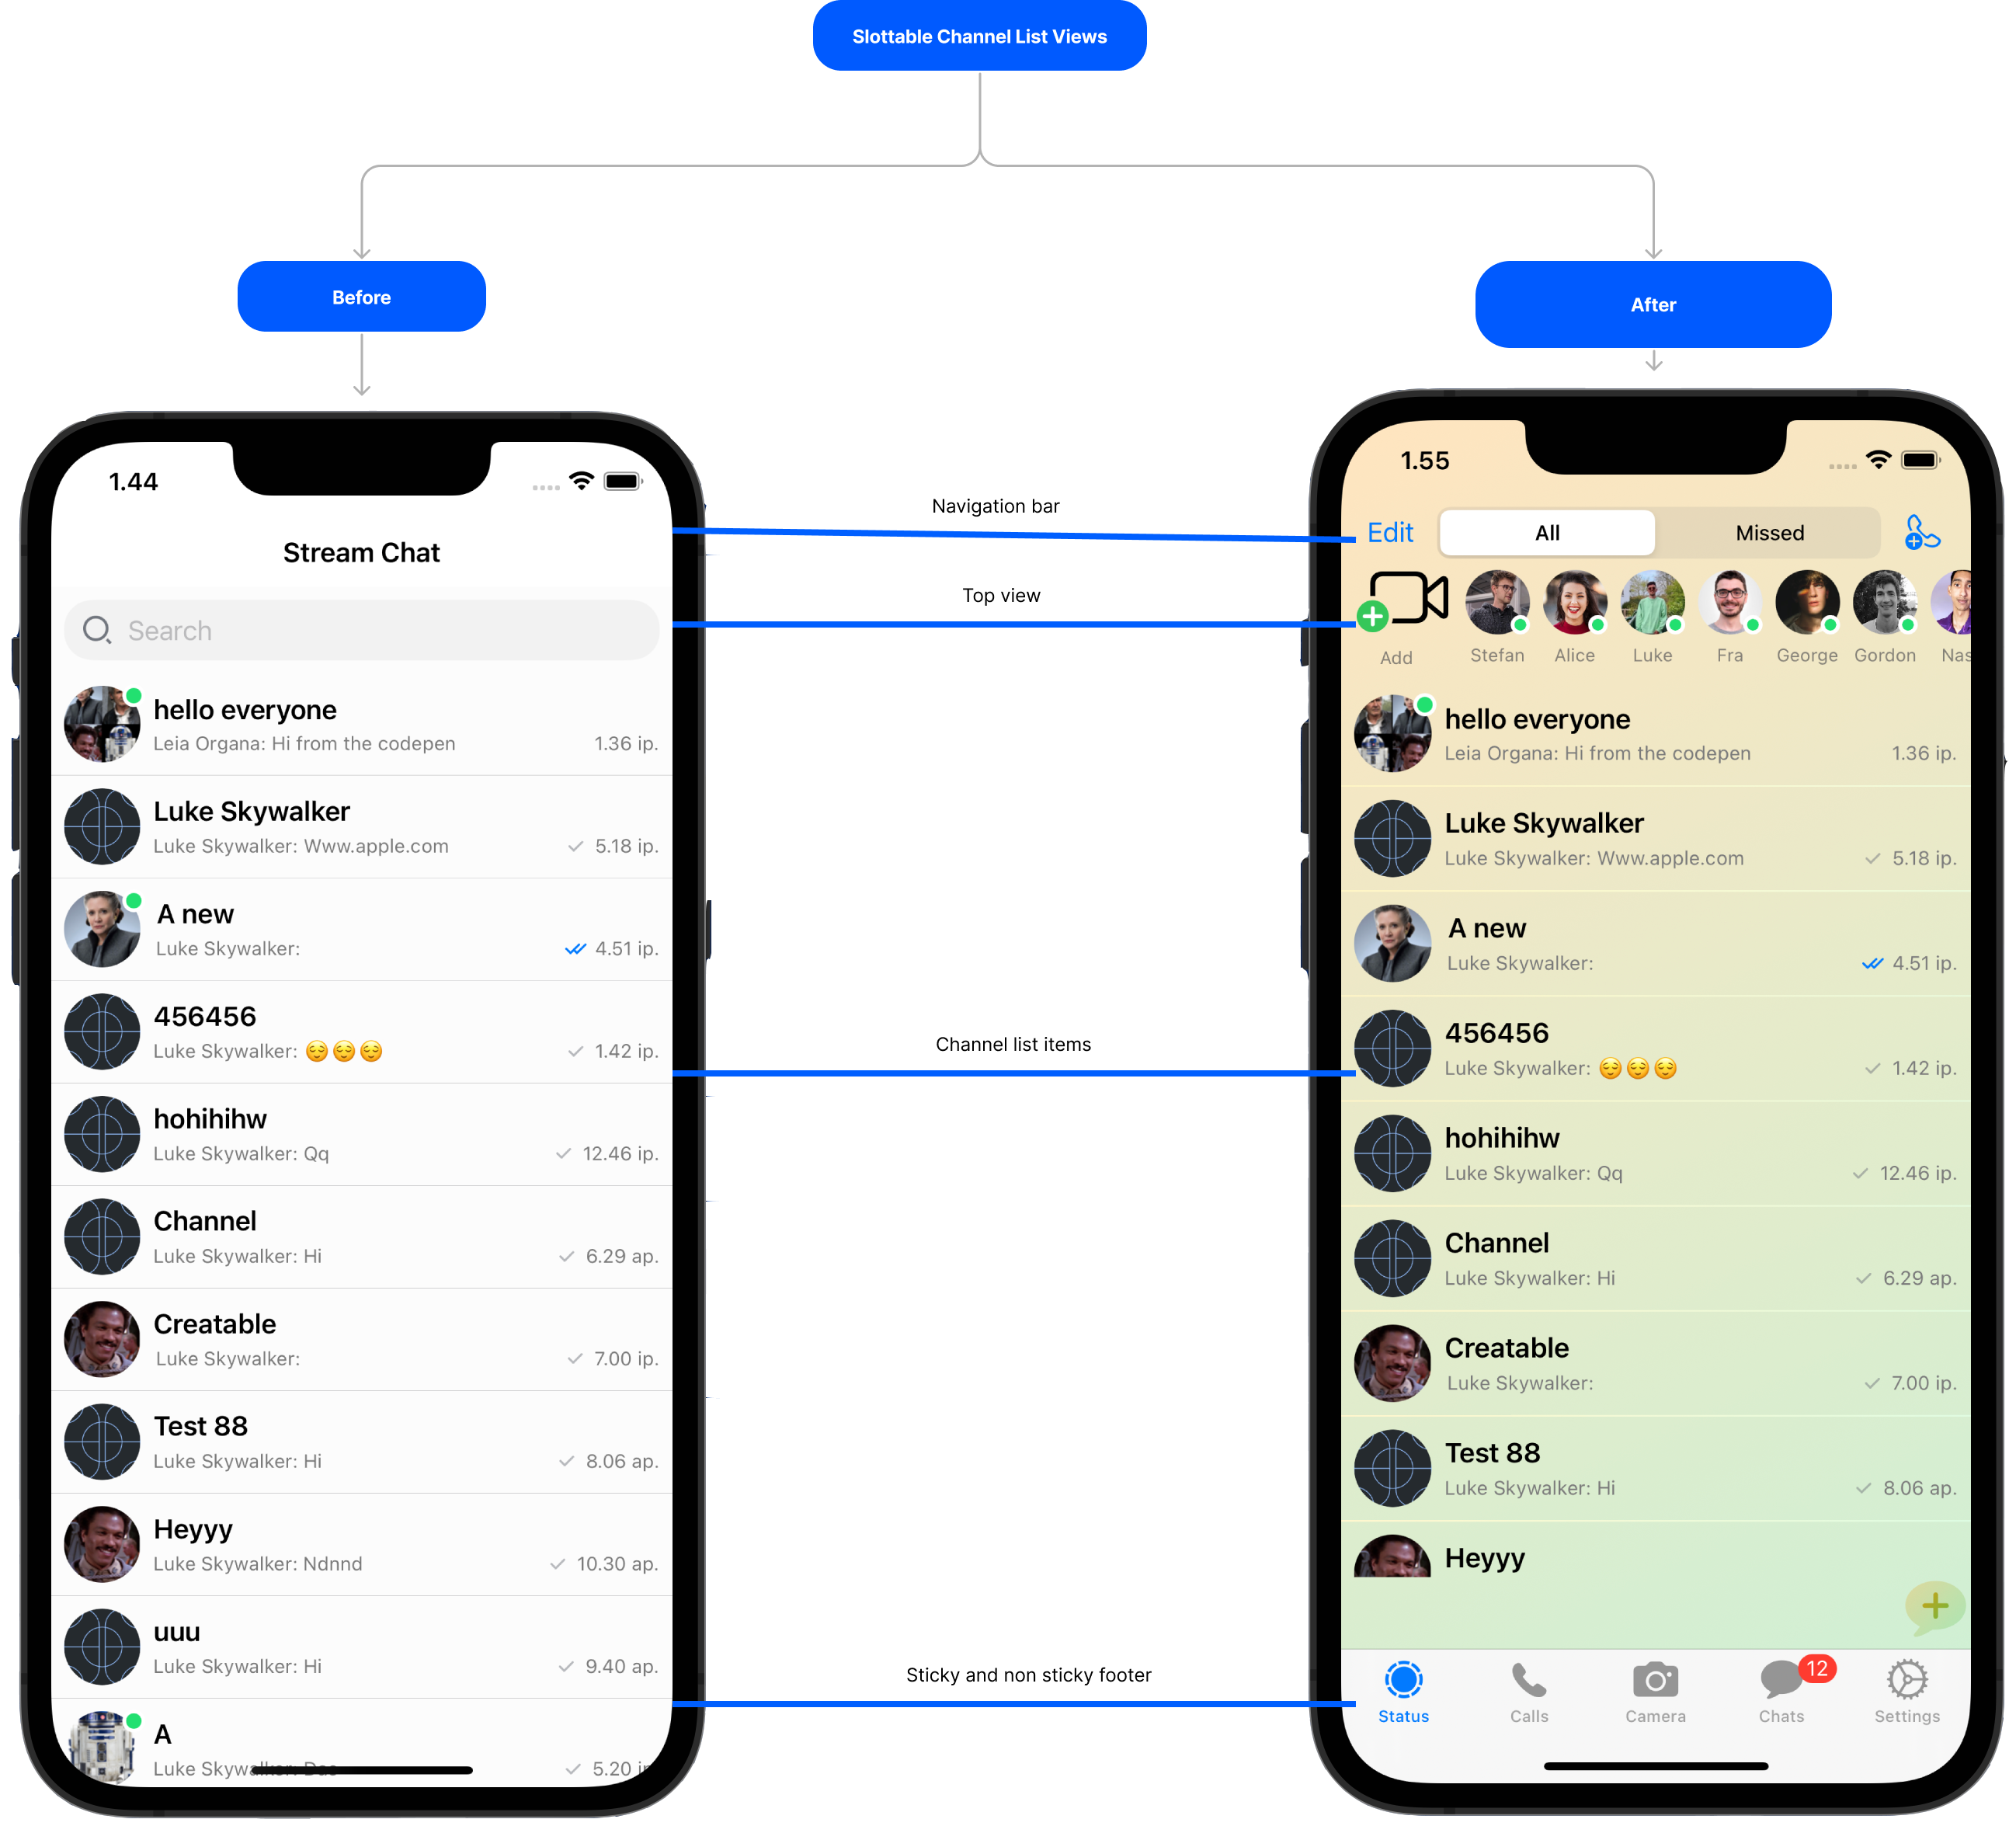 Slottable Channel List Views
Before
After
1.44
Stream Chat
Search
hello everyone
Leia Organa: Hi from the codepen 1.36 ip.
Luke Skywalker
Luke Skywalker: Www.apple.com 5.18 ip.
A new
Luke Skywalker: 4.51 ip.
456456
Luke Skywalker: 😌😌😌 1.42 ip.
hohihihw
Luke Skywalker: Qq 12.46 ip.
Channel
Luke Skywalker: Hi 6.29 ap.
Creatable
Luke Skywalker: 7.00 ip.
Test 88
Luke Skywalker: Hi 8.06 ap.
Heyyy
Luke Skywalker: Ndnnd 10.30 ap.
uuu
Luke Skywalker: Hi 9.40 ap.
A
Luke Skywalker: 5.20
Navigation bar
Top view
Channel list items
Sticky and non sticky footer
1.55
Edit All Missed
Add Stefan Alice Luke Fra George Gordon Nas
hello everyone
Leia Organa: Hi from the codepen 1.36 ip.
Luke Skywalker
Luke Skywalker: Www.apple.com 5.18 ip.
A new
Luke Skywalker: 4.51 ip.
456456
Luke Skywalker: 😌😌😌 1.42 ip.
hohihihw
Luke Skywalker: Qq 12.46 ip.
Channel
Luke Skywalker: Hi 6.29 ap.
Creatable
Luke Skywalker: 7.00 ip.
Test 88
Luke Skywalker: Hi 8.06 ap.
Heyyy
12
Status Calls Camera Chats Settings